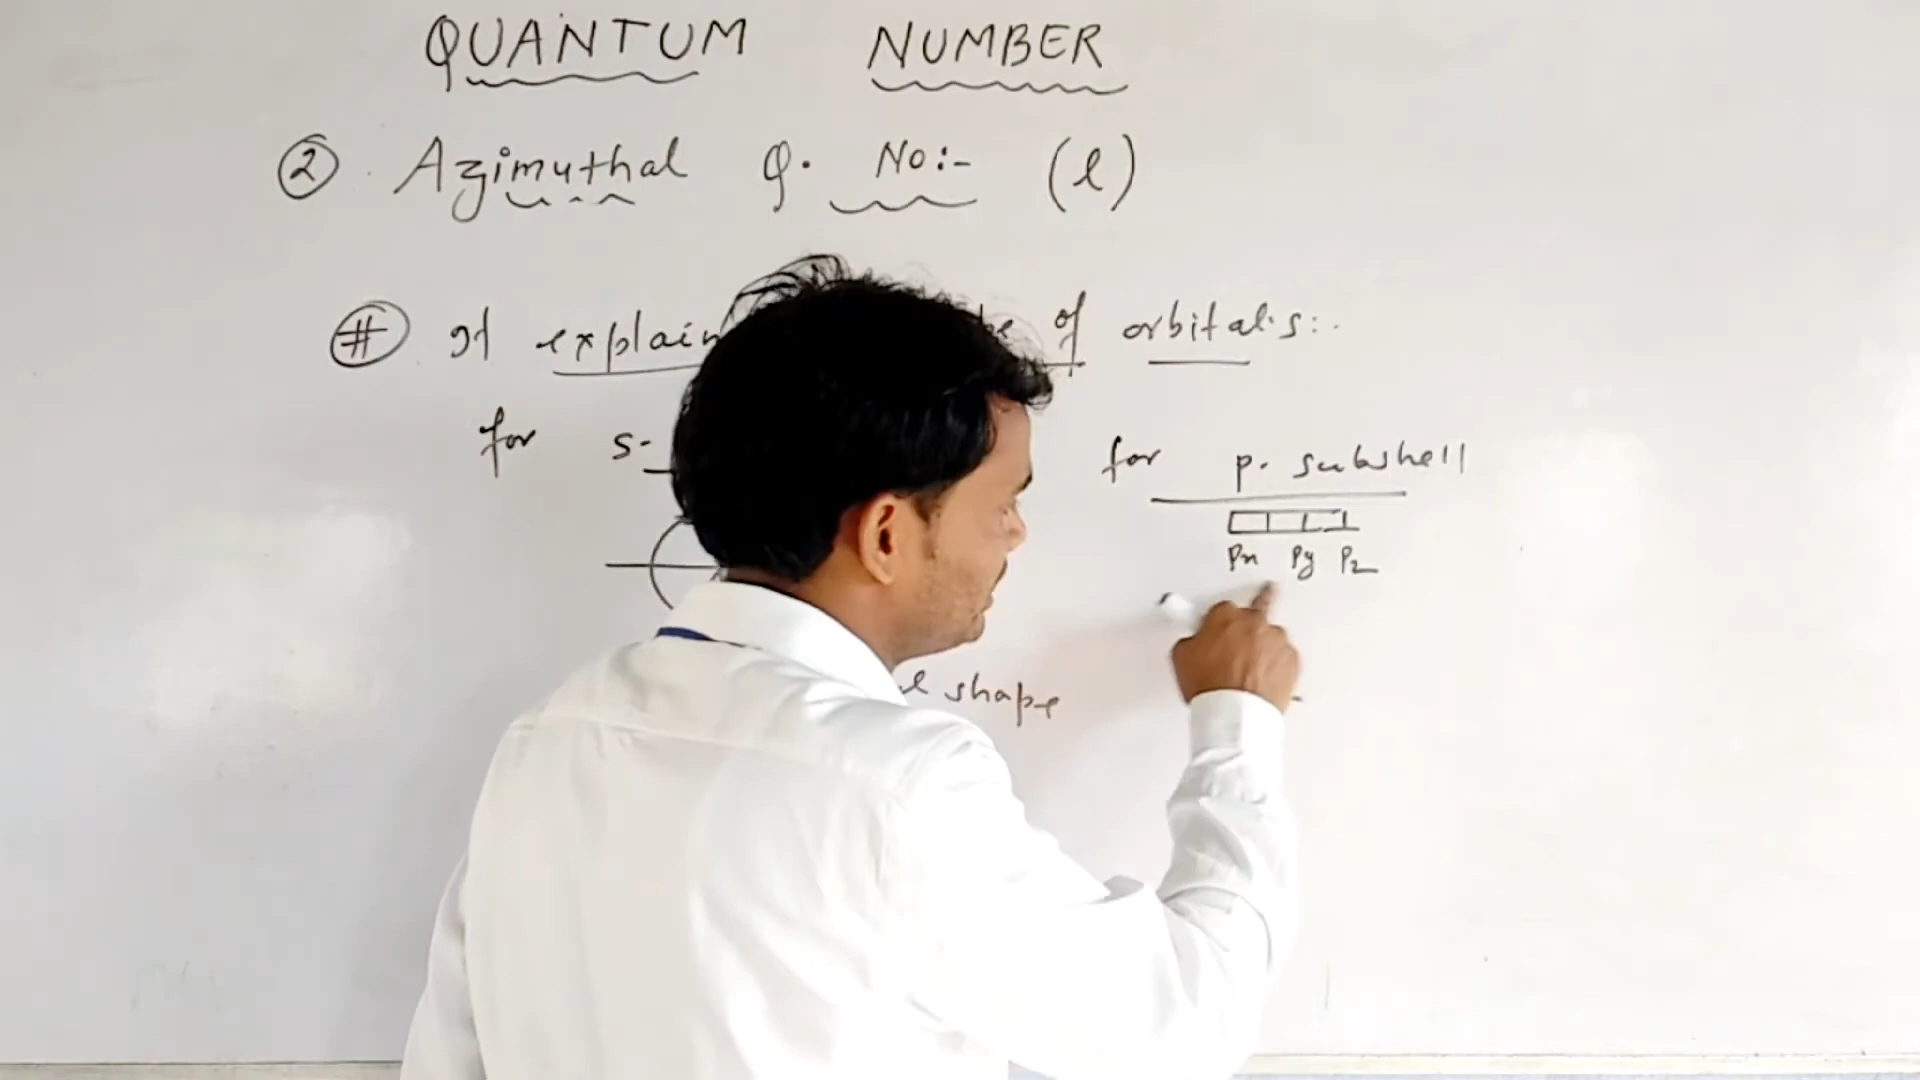 QUANTUM NUMBER
② Azimuthal Q. No:- (l)
# It explain of orbitals:.
for s-
for p. subshell
Px Py Pz
shape